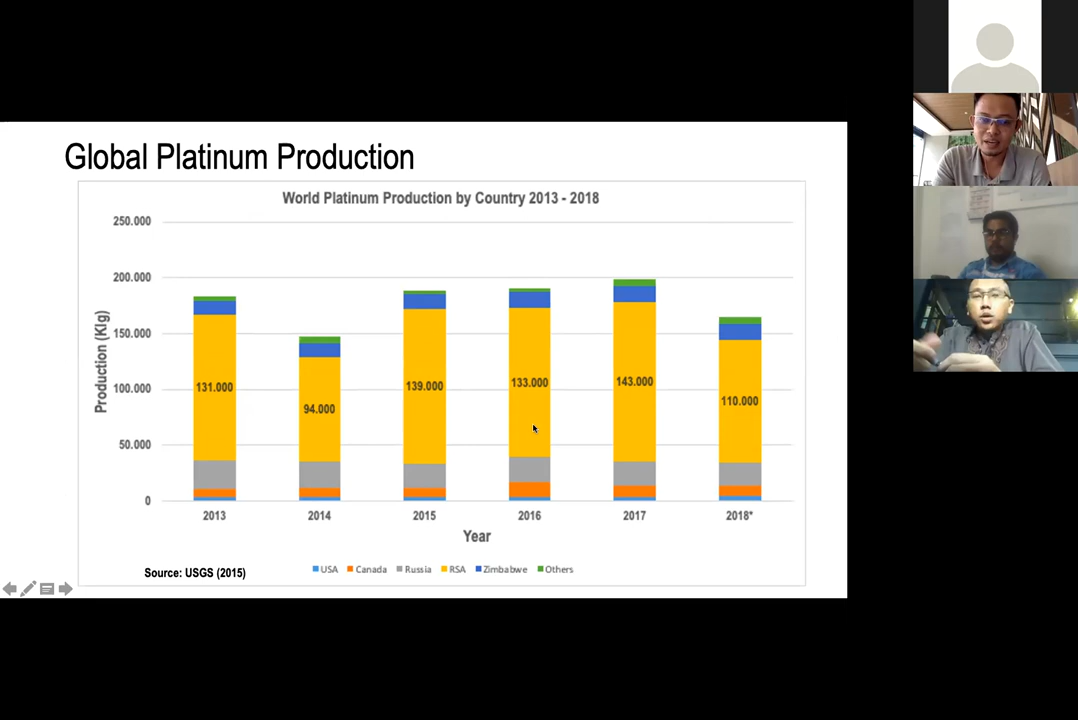 Global Platinum Production
World Platinum Production by Country 2013 - 2018
250.000
200.000
150.000
100.000
50.000
0
Production (Klg)
131.000
94.000
139.000
133.000
143.000
110.000
2013
2014
2015
2016
2017
2018*
Year
USA
Canada
Russia
RSA
Zimbabwe
Others
Source: USGS (2015)